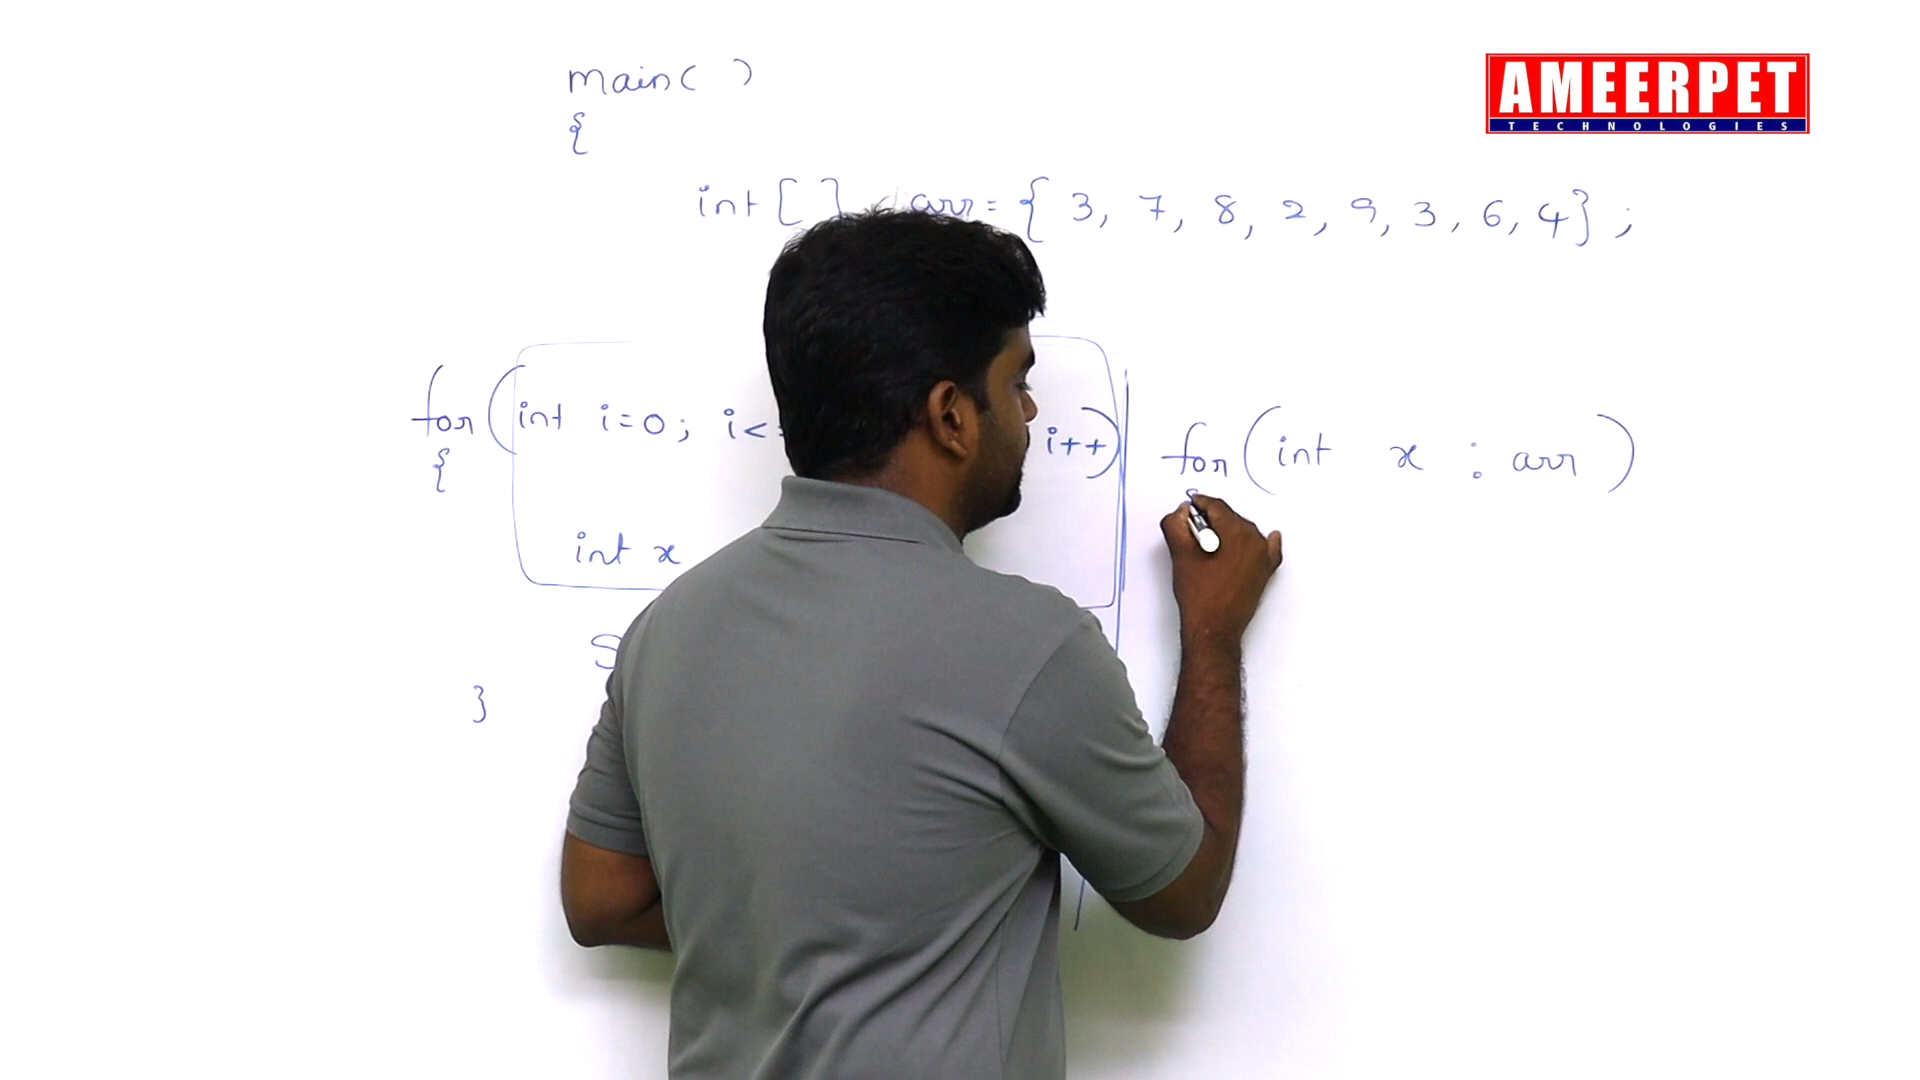 main( )
{
AMEERPET
TECHNOLOGIES
int [ ] arr = { 3, 7, 8, 2, 9, 3, 6, 4} ;
for (int i=0; i<= i++)
{
int x
}
for (int x : arr )